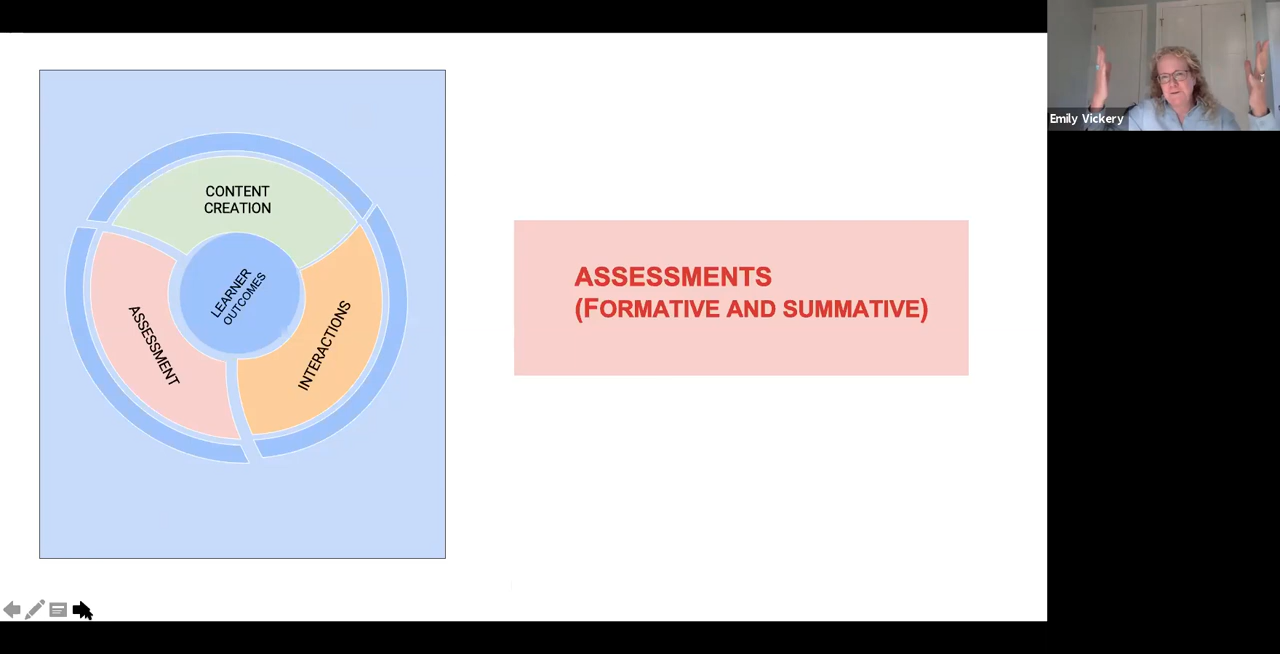 CONTENT
CREATION
LEARNER
OUTCOMES
ASSESSMENT
INTERACTIONS
ASSESSMENTS
(FORMATIVE AND SUMMATIVE)
Emily Vickery